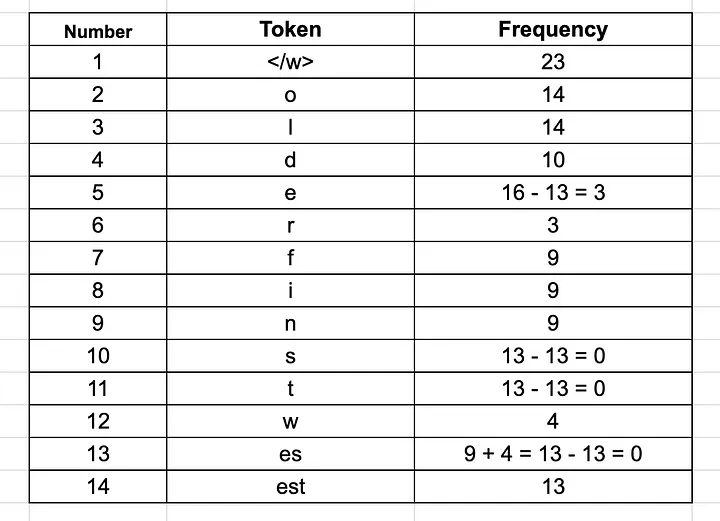 Number Token Frequency
1 </w> 23
2 o 14
3 l 14
4 d 10
5 e 16 - 13 = 3
6 r 3
7 f 9
8 i 9
9 n 9
10 s 13 - 13 = 0
11 t 13 - 13 = 0
12 w 4
13 es 9 + 4 = 13 - 13 = 0
14 est 13